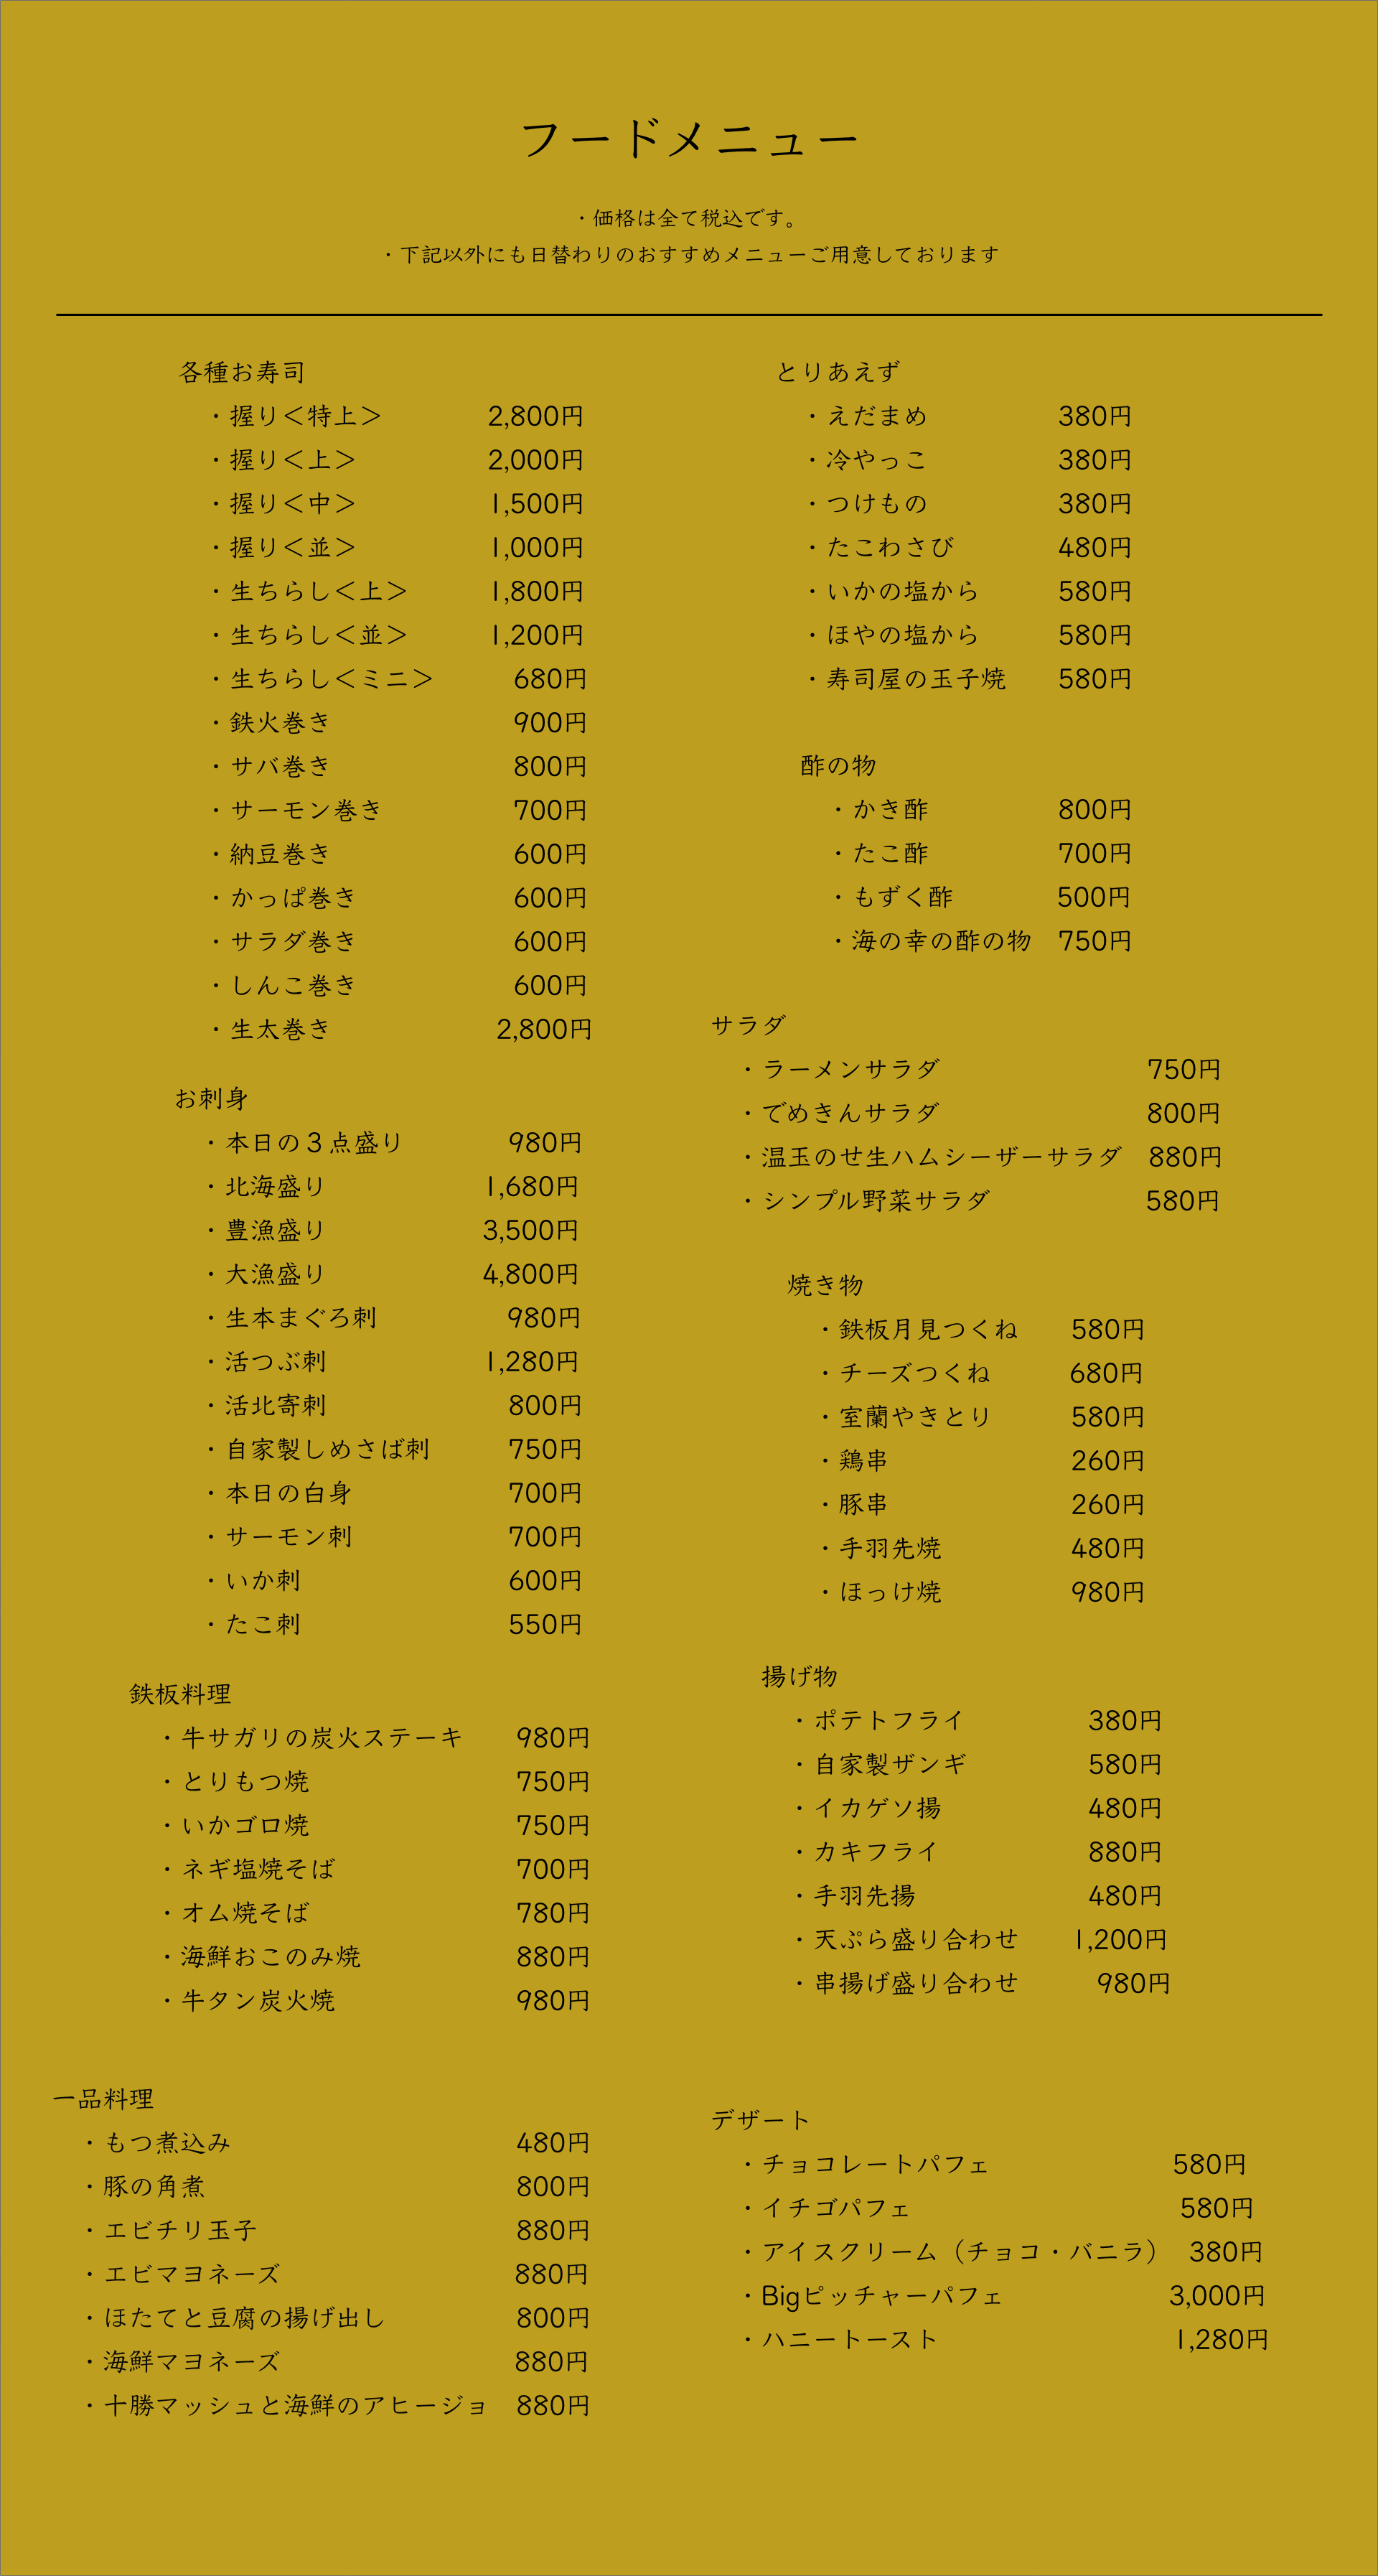 フードメニュー
・価格は全て税込です。
・下記以外にも日替わりのおすすめメニューご用意しております
各種お寿司
・握り＜特上＞ 2,800円
・握り＜上＞ 2,000円
・握り＜中＞ 1,500円
・握り＜並＞ 1,000円
・生ちらし＜上＞ 1,800円
・生ちらし＜並＞ 1,200円
・生ちらし＜ミニ＞ 680円
・鉄火巻き 900円
・サバ巻き 800円
・サーモン巻き 700円
・納豆巻き 600円
・かっぱ巻き 600円
・サラダ巻き 600円
・しんこ巻き 600円
・生太巻き 2,800円
お刺身
・本日の３点盛り 980円
・北海盛り 1,680円
・豊漁盛り 3,500円
・大漁盛り 4,800円
・生本まぐろ刺 980円
・活つぶ刺 1,280円
・活北寄刺 800円
・自家製しめさば刺 750円
・本日の白身 700円
・サーモン刺 700円
・いか刺 600円
・たこ刺 550円
鉄板料理
・牛サガリの炭火ステーキ 980円
・とりもつ焼 750円
・いかゴロ焼 750円
・ネギ塩焼そば 700円
・オム焼そば 780円
・海鮮おこのみ焼 880円
・牛タン炭火焼 980円
一品料理
・もつ煮込み 480円
・豚の角煮 800円
・エビチリ玉子 880円
・エビマヨネーズ 880円
・ほたてと豆腐の揚げ出し 800円
・海鮮マヨネーズ 880円
・十勝マッシュと海鮮のアヒージョ 880円
とりあえず
・えだまめ 380円
・冷やっこ 380円
・つけもの 380円
・たこわさび 480円
・いかの塩から 580円
・ほやの塩から 580円
・寿司屋の玉子焼 580円
酢の物
・かき酢 800円
・たこ酢 700円
・もずく酢 500円
・海の幸の酢の物 750円
サラダ
・ラーメンサラダ 750円
・でめきんサラダ 800円
・温玉のせ生ハムシーザーサラダ 880円
・シンプル野菜サラダ 580円
焼き物
・鉄板月見つくね 580円
・チーズつくね 680円
・室蘭やきとり 580円
・鶏串 260円
・豚串 260円
・手羽先焼 480円
・ほっけ焼 980円
揚げ物
・ポテトフライ 380円
・自家製ザンギ 580円
・イカゲソ揚 480円
・カキフライ 880円
・手羽先揚 480円
・天ぷら盛り合わせ 1,200円
・串揚げ盛り合わせ 980円
デザート
・チョコレートパフェ 580円
・イチゴパフェ 580円
・アイスクリーム（チョコ・バニラ） 380円
・Bigピッチャーパフェ 3,000円
・ハニートースト 1,280円